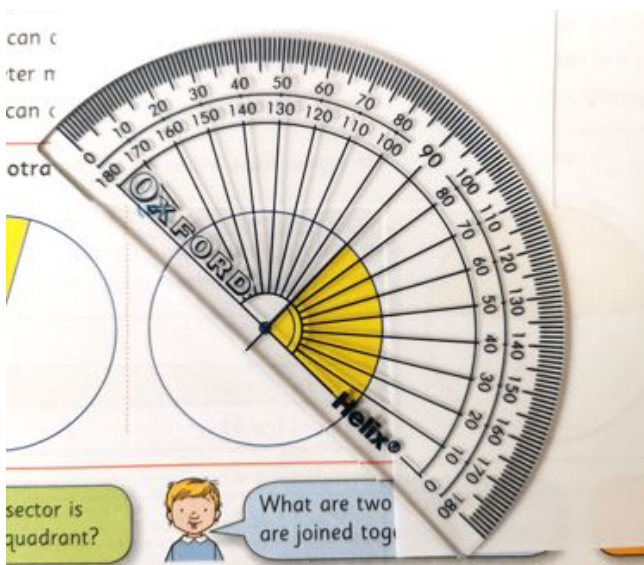 can c
ter m
can c
otra
0 10 20 30 40 50 60 70 80 90 100 110 120 130 140 150 160 170 180
180 170 160 150 140 130 120 110 100 80 70 60 50 40 30 20 10 0
OXFORD
Helix®
sector is
quadrant?
What are two
are joined tog